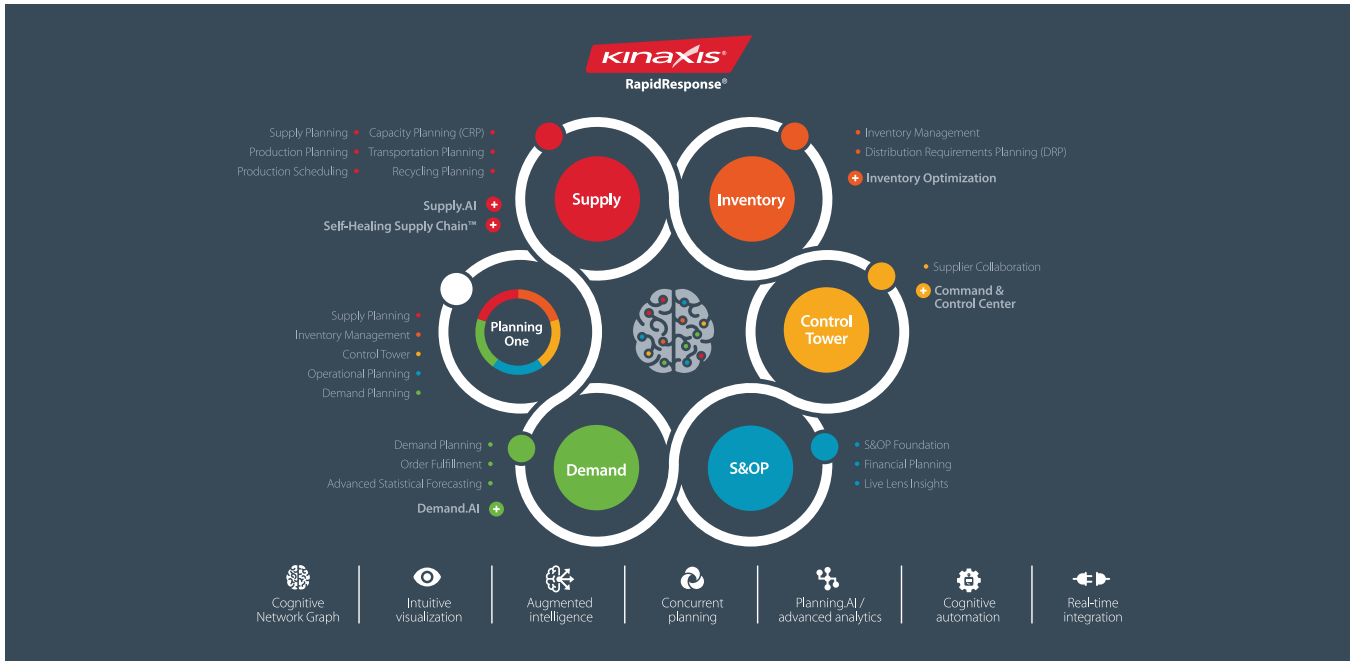 KINAXIS®
RapidResponse®
Supply Planning • Capacity Planning (CRP) •
Production Planning • Transportation Planning •
Production Scheduling • Recycling Planning •
Supply.AI +
Self-Healing Supply Chain™ +
Supply
Inventory
• Inventory Management
• Distribution Requirements Planning (DRP)
+ Inventory Optimization
Supply Planning •
Inventory Management •
Control Tower •
Operational Planning •
Demand Planning •
Planning
One
Control
Tower
• Supplier Collaboration
+ Command &
Control Center
Demand Planning •
Order Fulfillment •
Advanced Statistical Forecasting •
Demand.AI +
Demand
S&OP
• S&OP Foundation
• Financial Planning
• Live Lens Insights
Cognitive
Network Graph
Intuitive
visualization
Augmented
intelligence
Concurrent
planning
Planning.AI /
advanced analytics
Cognitive
automation
Real-time
integration